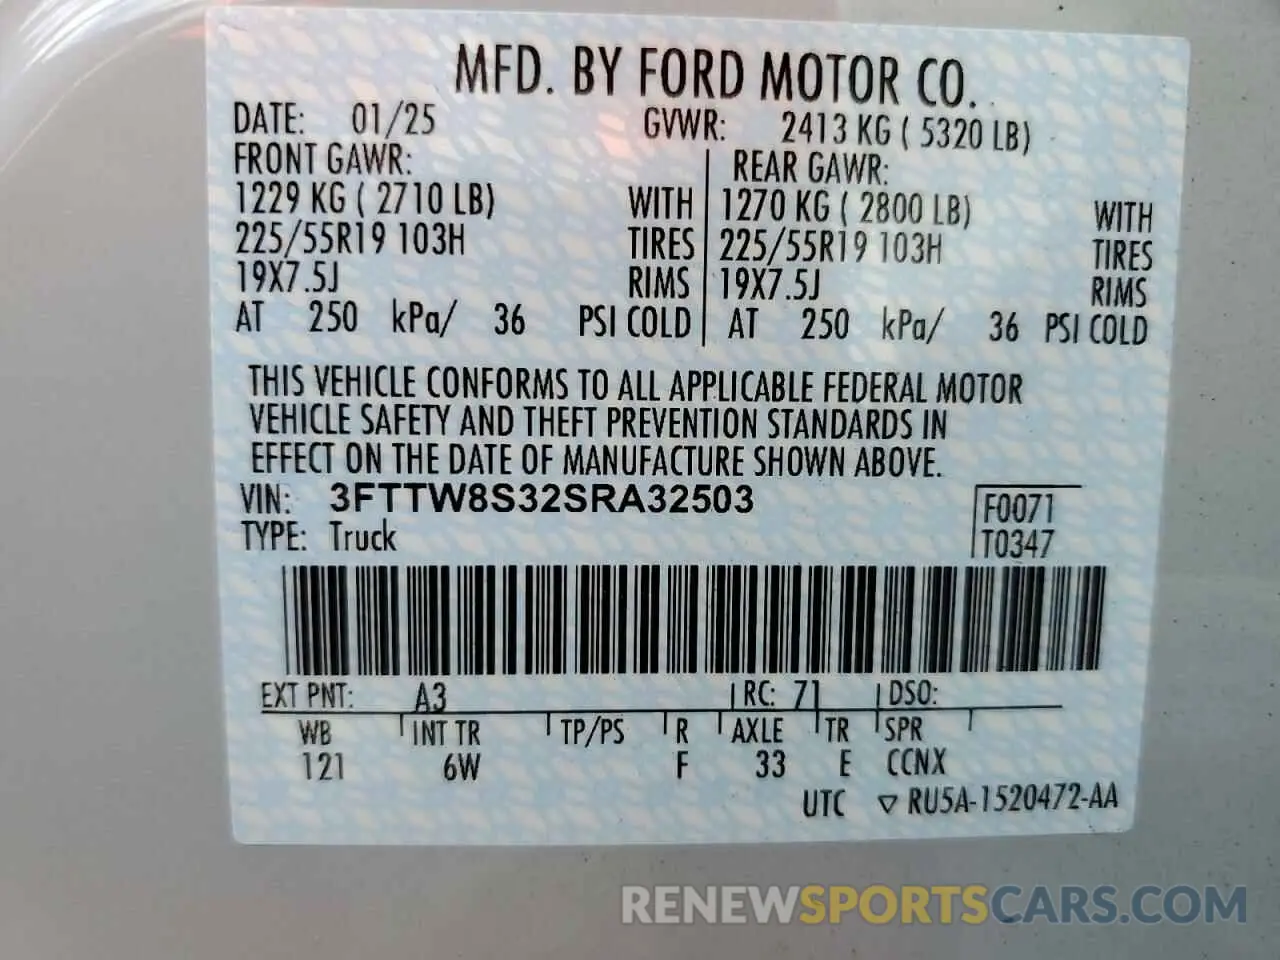 MFD. BY FORD MOTOR CO.
DATE: 01/25 GVWR: 2413 KG ( 5320 LB)
FRONT GAWR: REAR GAWR:
1229 KG ( 2710 LB) WITH 1270 KG ( 2800 LB) WITH
225/55R19 103H TIRES 225/55R19 103H TIRES
19X7.5J RIMS 19X7.5J RIMS
AT 250 kPa/ 36 PSI COLD AT 250 kPa/ 36 PSI COLD
THIS VEHICLE CONFORMS TO ALL APPLICABLE FEDERAL MOTOR
VEHICLE SAFETY AND THEFT PREVENTION STANDARDS IN
EFFECT ON THE DATE OF MANUFACTURE SHOWN ABOVE.
VIN: 3FTTW8S32SRA32503 F0071
TYPE: Truck T0347
EXT PNT: A3 RC: 71 DSO:
WB INT TR TP/PS R AXLE TR SPR
121 6W F 33 E CCNX
UTC ▽ RU5A-1520472-AA
RENEWSPORTSCARS.COM